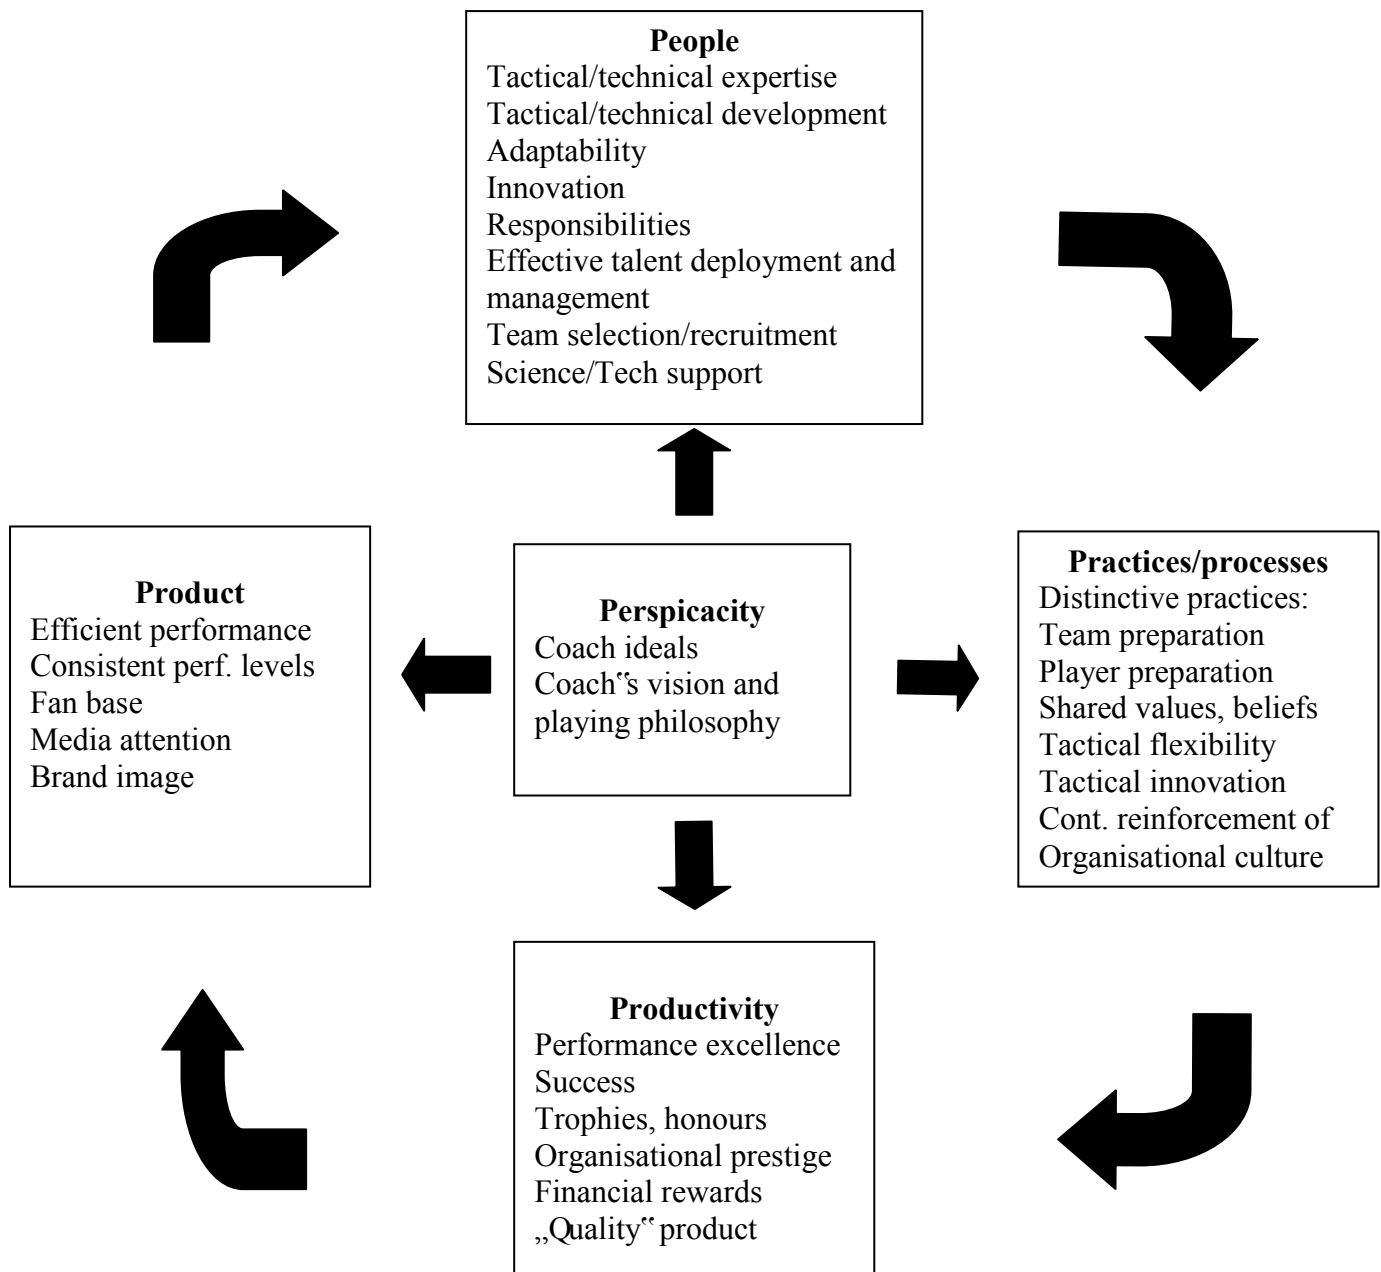 People
Tactical/technical expertise
Tactical/technical development
Adaptability
Innovation
Responsibilities
Effective talent deployment and
management
Team selection/recruitment
Science/Tech support
Product
Efficient performance
Consistent perf. levels
Fan base
Media attention
Brand image
Perspicacity
Coach ideals
Coach‟s vision and
playing philosophy
Practices/processes
Distinctive practices:
Team preparation
Player preparation
Shared values, beliefs
Tactical flexibility
Tactical innovation
Cont. reinforcement of
Organisational culture
Productivity
Performance excellence
Success
Trophies, honours
Organisational prestige
Financial rewards
„Quality‟ product